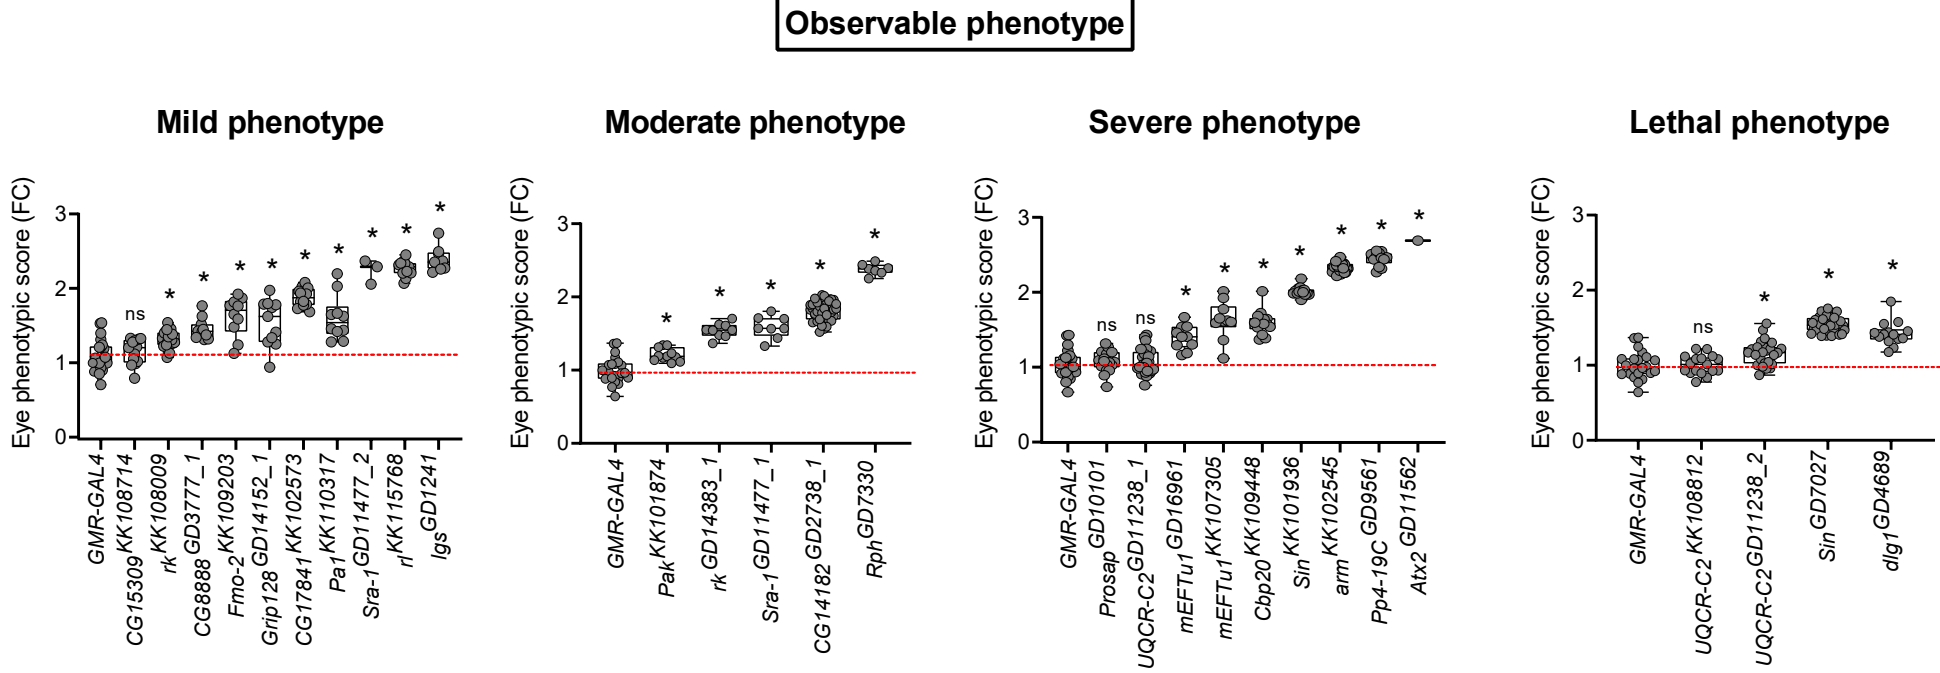 Observable phenotype
Mild phenotype
Eye phenotypic score (FC)
3
2
1
0
ns
*
*
*
*
*
*
*
*
*
GMR-GAL4
CG15309KK108714
rkKK108009
CG8888GD3777_1
Fmo-2KK109203
Grip128GD14152_1
CG17841KK102573
Pa1KK110317
Sra-1GD11477_2
rlKK115768
lgsGD1241
Moderate phenotype
Eye phenotypic score (FC)
3
2
1
0
*
*
*
*
*
GMR-GAL4
PakKK101874
rkGD14383_1
Sra-1GD11477_1
CG14182GD2738_1
RphGD7330
Severe phenotype
Eye phenotypic score (FC)
3
2
1
0
ns
ns
*
*
*
*
*
*
*
GMR-GAL4
ProsapGD10101
UQCR-C2GD11238_1
mEFTu1GD16961
mEFTu1KK107305
Cbp20KK109448
SinKK101936
armKK102545
Pp4-19CGD9561
Atx2GD11562
Lethal phenotype
Eye phenotypic score (FC)
3
2
1
0
ns
*
*
*
GMR-GAL4
UQCR-C2KK108812
UQCR-C2GD11238_2
SinGD7027
dlg1GD4689